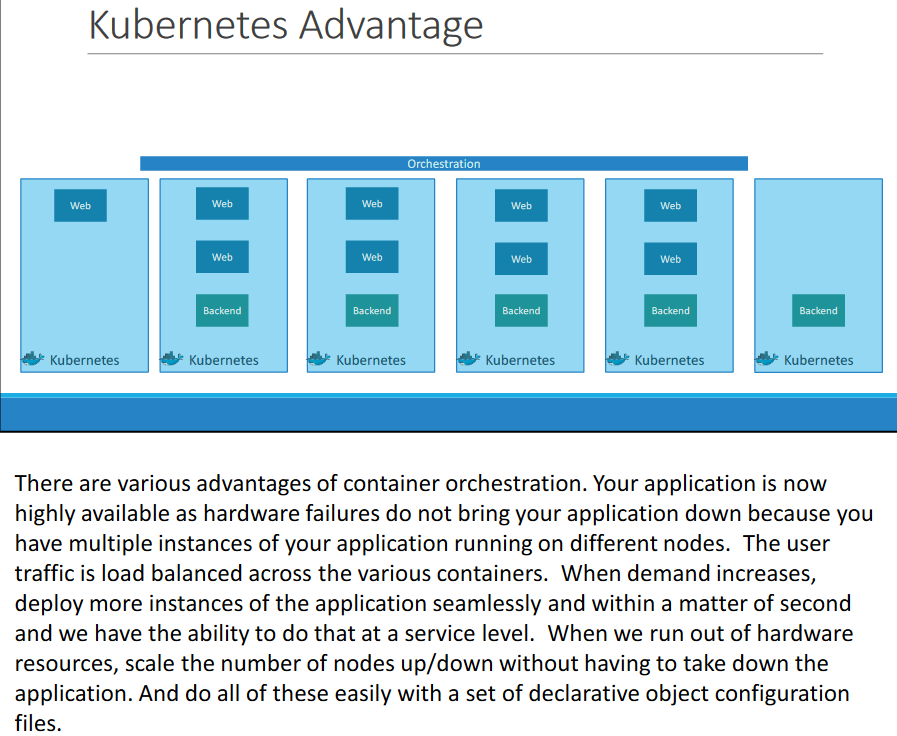 Kubernetes Advantage
Orchestration
Web Web Web Web Web
Web Web Web Web
Backend Backend Backend Backend Backend
Kubernetes Kubernetes Kubernetes Kubernetes Kubernetes Kubernetes
There are various advantages of container orchestration. Your application is now
highly available as hardware failures do not bring your application down because you
have multiple instances of your application running on different nodes.  The user
traffic is load balanced across the various containers.  When demand increases,
deploy more instances of the application seamlessly and within a matter of second
and we have the ability to do that at a service level.  When we run out of hardware
resources, scale the number of nodes up/down without having to take down the
application. And do all of these easily with a set of declarative object configuration
files.